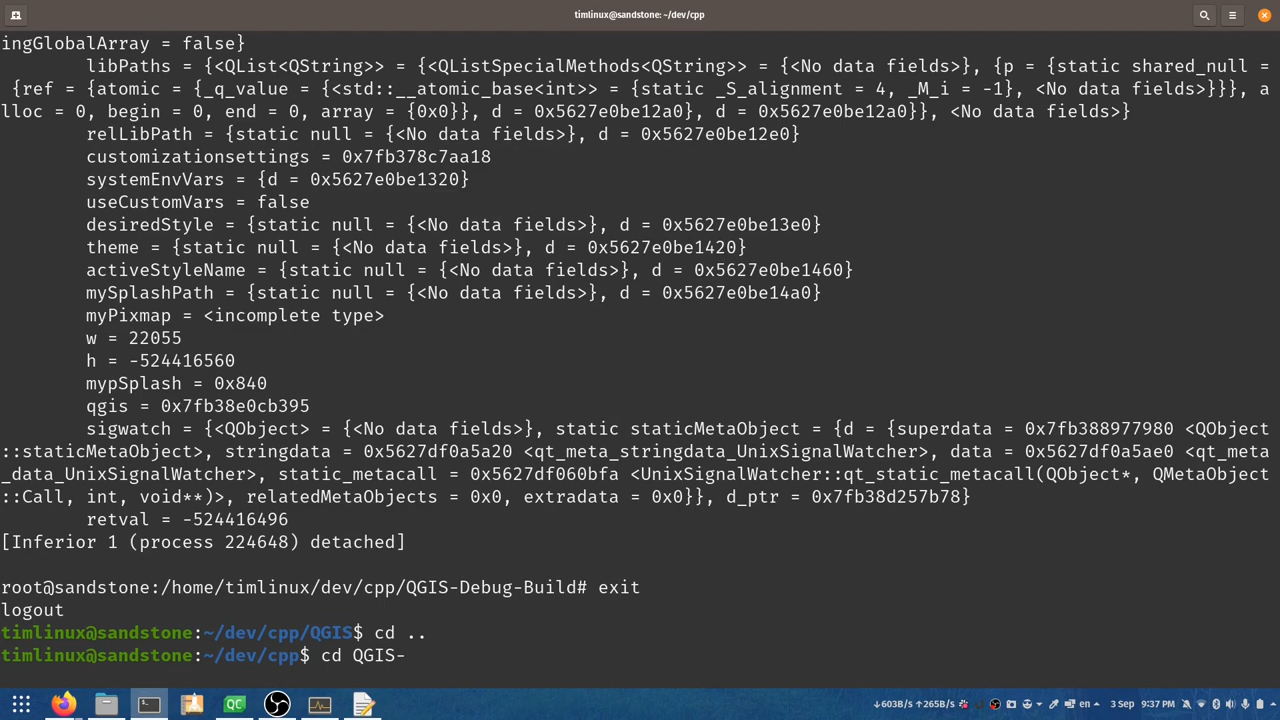 timlinux@sandstone: ~/dev/cpp
ingGlobalArray = false}
libPaths = {<QList<QString>> = {<QListSpecialMethods<QString>> = {<No data fields>}, {p = {static shared_null =
{ref = {atomic = {_q_value = {<std::__atomic_base<int>> = {static _S_alignment = 4, _M_i = -1}, <No data fields>}}}, a
lloc = 0, begin = 0, end = 0, array = {0x0}}, d = 0x5627e0be12a0}, d = 0x5627e0be12a0}}, <No data fields>}
relLibPath = {static null = {<No data fields>}, d = 0x5627e0be12e0}
customizationsettings = 0x7fb378c7aa18
systemEnvVars = {d = 0x5627e0be1320}
useCustomVars = false
desiredStyle = {static null = {<No data fields>}, d = 0x5627e0be13e0}
theme = {static null = {<No data fields>}, d = 0x5627e0be1420}
activeStyleName = {static null = {<No data fields>}, d = 0x5627e0be1460}
mySplashPath = {static null = {<No data fields>}, d = 0x5627e0be14a0}
myPixmap = <incomplete type>
w = 22055
h = -524416560
mypSplash = 0x840
qgis = 0x7fb38e0cb395
sigwatch = {<QObject> = {<No data fields>}, static staticMetaObject = {d = {superdata = 0x7fb388977980 <QObject
::staticMetaObject>, stringdata = 0x5627df0a5a20 <qt_meta_stringdata_UnixSignalWatcher>, data = 0x5627df0a5ae0 <qt_meta
_data_UnixSignalWatcher>, static_metacall = 0x5627df060bfa <UnixSignalWatcher::qt_static_metacall(QObject*, QMetaObject
::Call, int, void**)>, relatedMetaObjects = 0x0, extradata = 0x0}}, d_ptr = 0x7fb38d257b78}
retval = -524416496
[Inferior 1 (process 224648) detached]
root@sandstone:/home/timlinux/dev/cpp/QGIS-Debug-Build# exit
logout
timlinux@sandstone:~/dev/cpp/QGIS$ cd ..
timlinux@sandstone:~/dev/cpp$ cd QGIS-
QC
↓603B/s ↑265B/s
en
3 Sep
9:37 PM